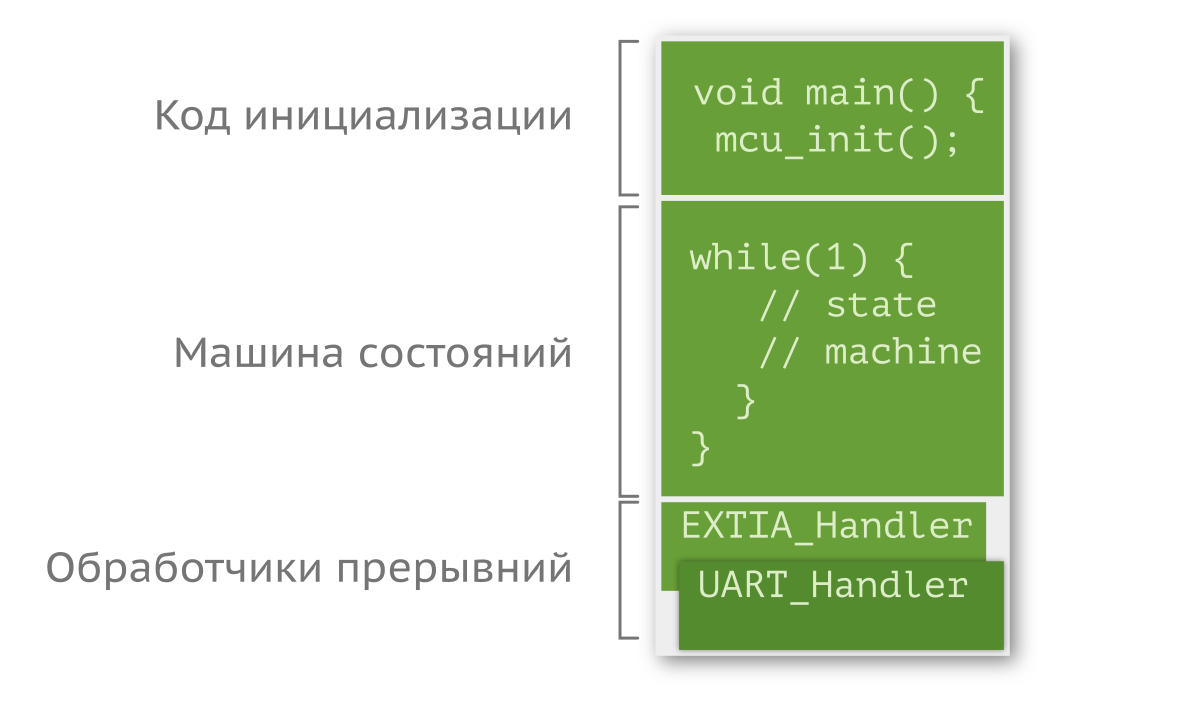 Код инициализации
void main() {
mcu_init();
Машина состояний
while(1) {
// state
// machine
}
}
Обработчики прерывний
EXTIA_Handler
UART_Handler